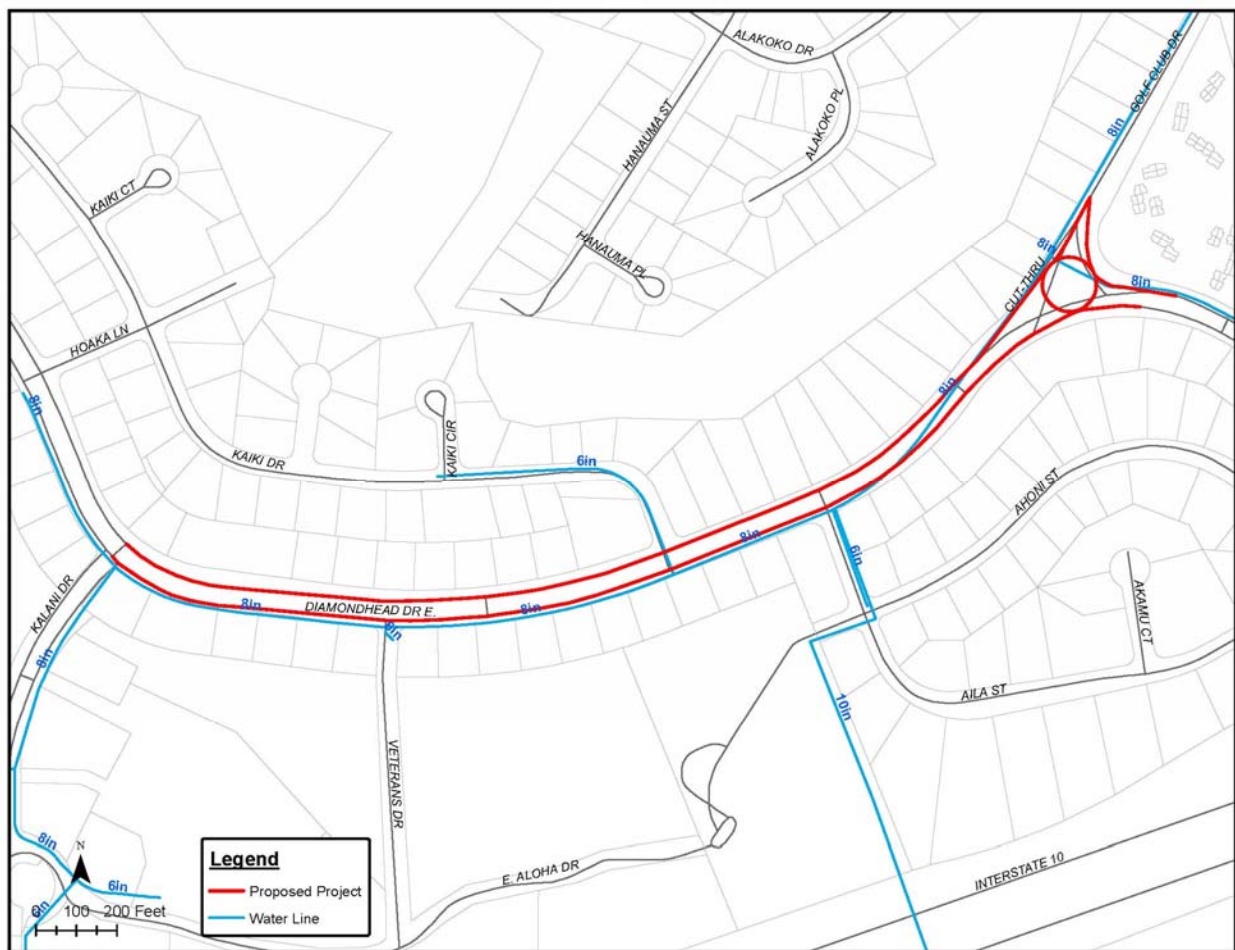 ALAKOKO DR
GOLF CLUB DR
8in
HANAUMA ST
ALAKOKO PL
KAIKI CT
HANAUMA PL
8in
CUT-THRU
8in
HOAKA LN
8in
8in
KAIKI DR
KAIKI CIR
6in
AHONI ST
8in
6in
KALANI DR
8in
DIAMONDHEAD DR E.
8in
8in
AKAMU CT
8in
AILA ST
10in
VETERANS DR
8in
E. ALOHA DR
INTERSTATE 10
N
6in
Legend
Proposed Project
Water Line
0 100 200 Feet